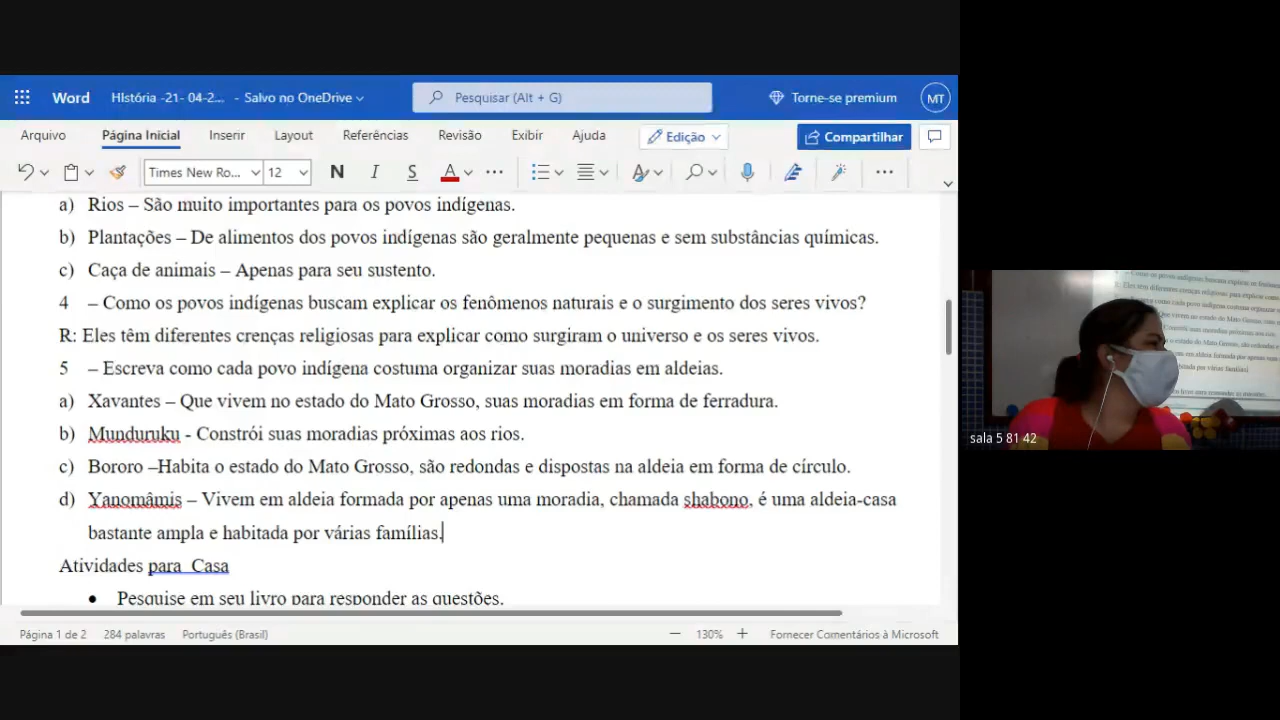 Word
HIstória -21- 04-2... - Salvo no OneDrive
Pesquisar (Alt + G)
Torne-se premium
MT
Arquivo
Página Inicial
Inserir
Layout
Referências
Revisão
Exibir
Ajuda
Edição
Compartilhar
Times New Ro...
12
N
I
S
A
a) Rios – São muito importantes para os povos indígenas.
b) Plantações – De alimentos dos povos indígenas são geralmente pequenas e sem substâncias químicas.
c) Caça de animais – Apenas para seu sustento.
4 – Como os povos indígenas buscam explicar os fenômenos naturais e o surgimento dos seres vivos?
R: Eles têm diferentes crenças religiosas para explicar como surgiram o universo e os seres vivos.
5 – Escreva como cada povo indígena costuma organizar suas moradias em aldeias.
a) Xavantes – Que vivem no estado do Mato Grosso, suas moradias em forma de ferradura.
b) Munduruku - Constrói suas moradias próximas aos rios.
c) Bororo –Habita o estado do Mato Grosso, são redondas e dispostas na aldeia em forma de círculo.
d) Yanomâmis – Vivem em aldeia formada por apenas uma moradia, chamada shabono, é uma aldeia-casa
bastante ampla e habitada por várias famílias.
Atividades para Casa
• Pesquise em seu livro para responder as questões.
Página 1 de 2
284 palavras
Português (Brasil)
130%
Fornecer Comentários à Microsoft
sala 5 81 42